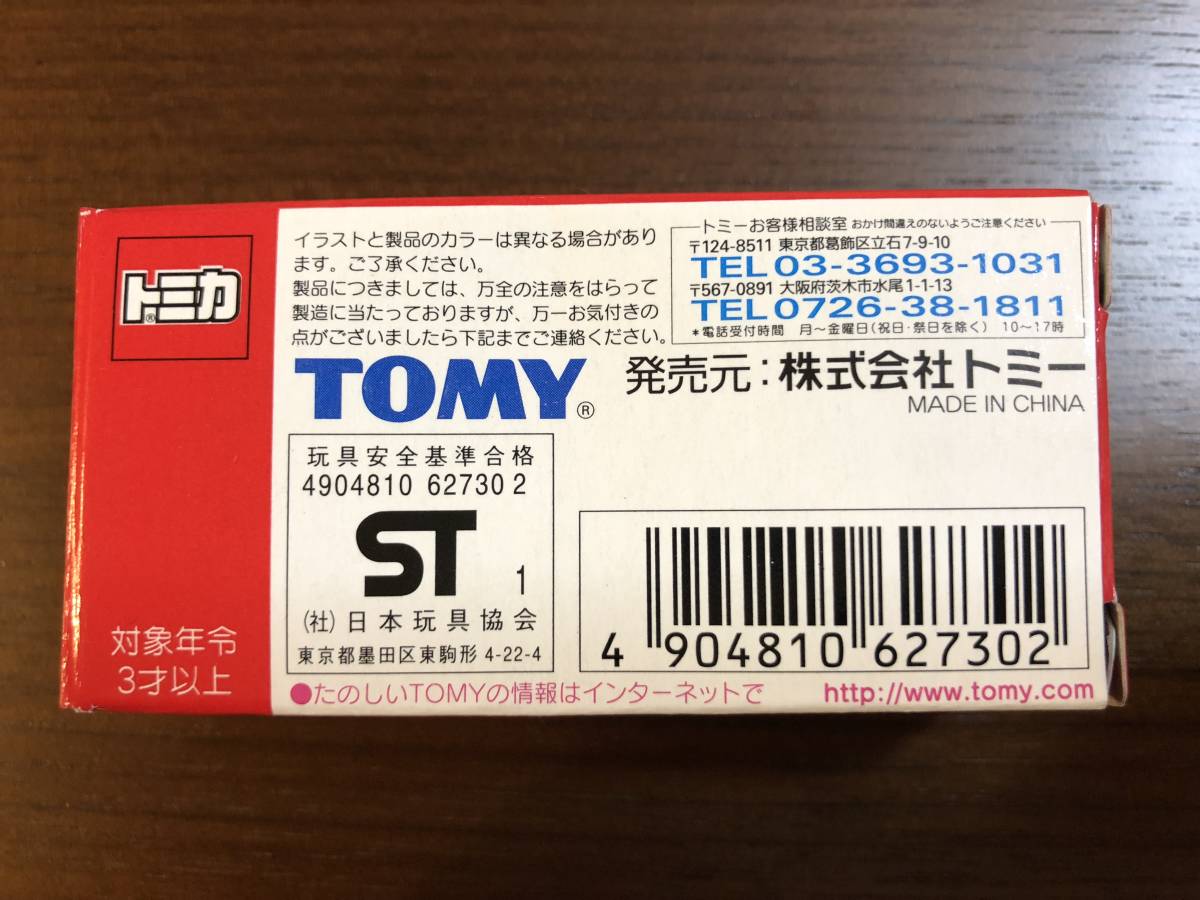 トミカ®
対象年令
3才以上
イラストと製品のカラーは異なる場合があり
ます。ご了承ください。
製品につきましては、万全の注意をはらって
製造に当たっておりますが、万一お気付きの
点がございましたら下記までご連絡ください。
トミーお客様相談室 おかけ間違えのないようご注意ください
〒124-8511 東京都葛飾区立石7-9-10
TEL 03-3693-1031
〒567-0891 大阪府茨木市水尾1-1-13
TEL 0726-38-1811
*電話受付時間 月～金曜日(祝日・祭日を除く) 10～17時
TOMY®
発売元：株式会社トミー
MADE IN CHINA
玩具安全基準合格
4904810 62730 2
ST 1
(社)日本玩具協会
東京都墨田区東駒形 4-22-4
4 904810 627302
●たのしいTOMYの情報はインターネットで http://www.tomy.com